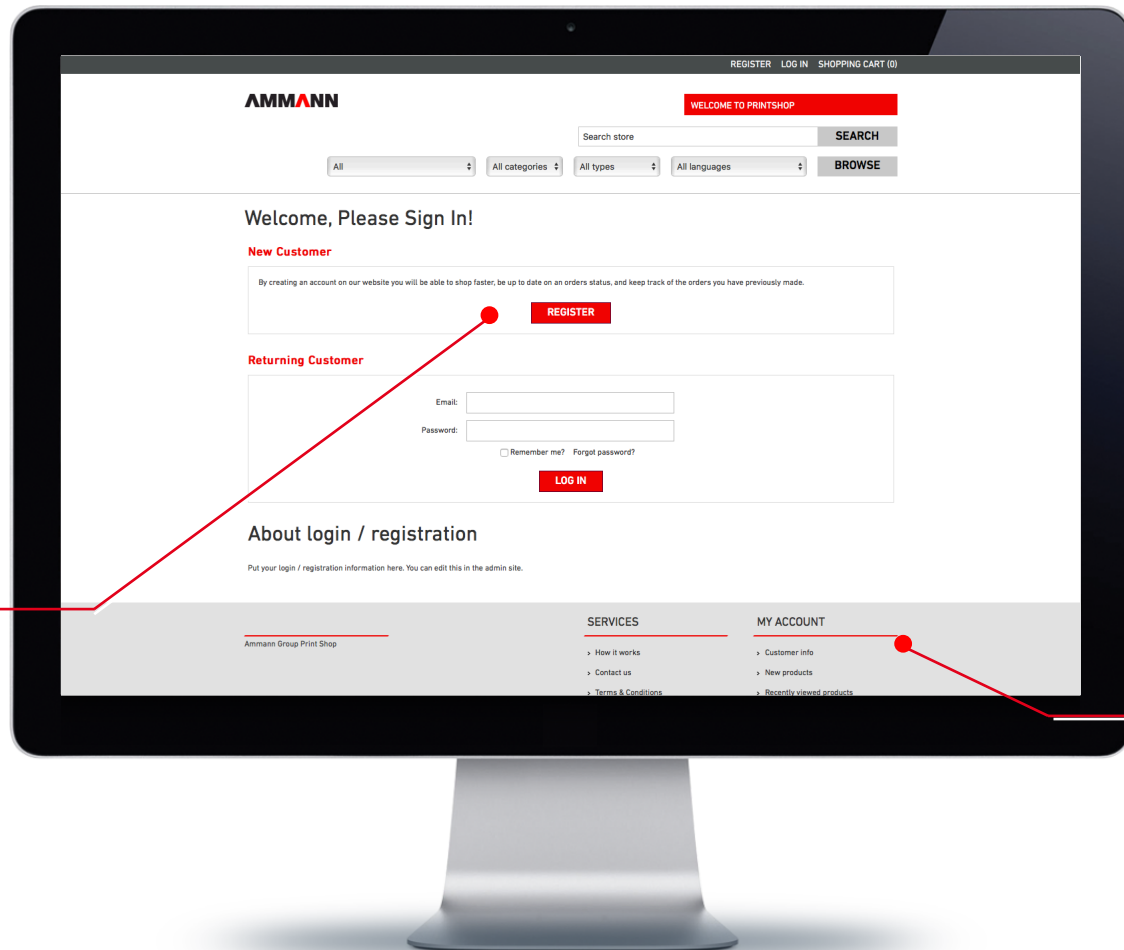 REGISTER LOG IN SHOPPING CART (0)
AMMANN
WELCOME TO PRINTSHOP
Search store SEARCH
All All categories All types All languages BROWSE
Welcome, Please Sign In!
New Customer
By creating an account on our website you will be able to shop faster, be up to date on an orders status, and keep track of the orders you have previously made.
REGISTER
Returning Customer
Email:
Password:
Remember me? Forgot password?
LOG IN
About login / registration
Put your login / registration information here. You can edit this in the admin site.
SERVICES MY ACCOUNT
Ammann Group Print Shop
› How it works › Customer info
› Contact us › New products
› Terms & Conditions › Recently viewed products